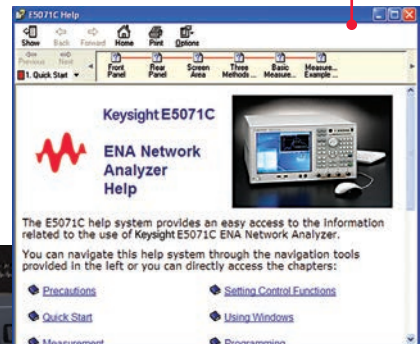 E5071C Help
Show Back Forward Home Print Options
Previous Next
1. Quick Start
Front Panel
Rear Panel
Screen Area
Three Methods ...
Basic Measure...
Measure... Example ...
Keysight E5071C
ENA Network
Analyzer
Help
The E5071C help system provides an easy access to the information
related to the use of Keysight E5071C ENA Network Analyzer.
You can navigate this help system through the navigation tools
provided in the left or you can directly access the chapters:
Precautions Setting Control Functions
Quick Start Using Windows
Measurement Programming